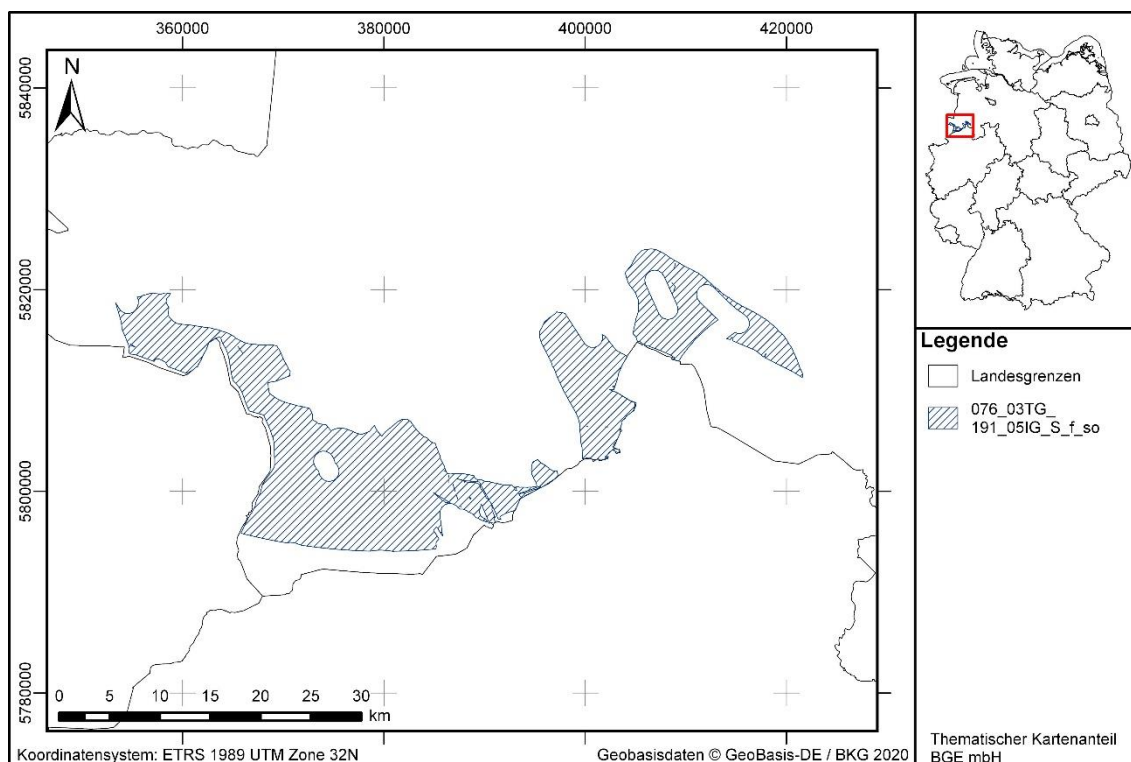 360000 380000 400000 420000
N
5840000
5820000
5800000
5780000
0 5 10 15 20 25 30
km
Koordinatensystem: ETRS 1989 UTM Zone 32N
Geobasisdaten © GeoBasis-DE / BKG 2020
Legende
Landesgrenzen
076_03TG_
191_05IG_S_f_so
Thematischer Kartenanteil
BGE mbH